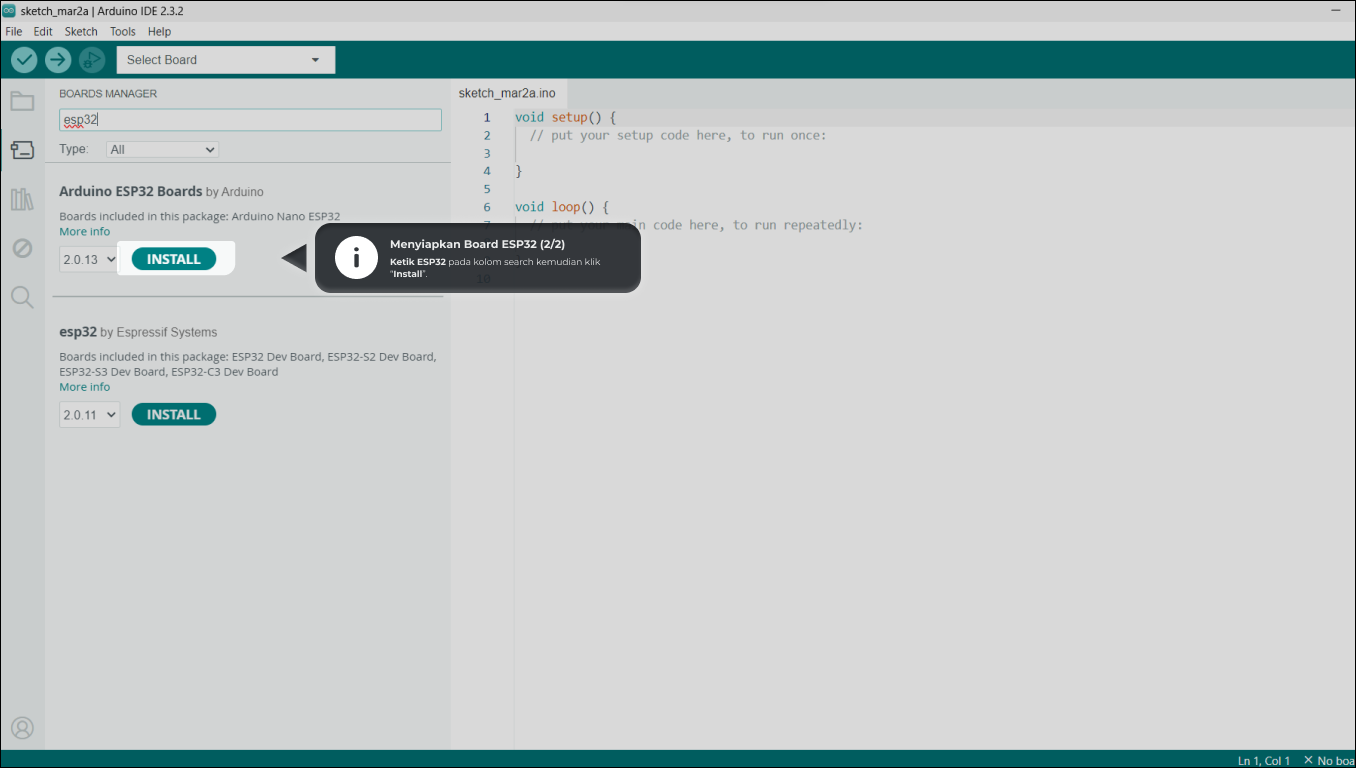 sketch_mar2a | Arduino IDE 2.3.2
File Edit Sketch Tools Help
Select Board
BOARDS MANAGER
esp32
Type: All
Arduino ESP32 Boards by Arduino
Boards included in this package: Arduino Nano ESP32
More info
2.0.13 INSTALL
esp32 by Espressif Systems
Boards included in this package: ESP32 Dev Board, ESP32-S2 Dev Board,
ESP32-S3 Dev Board, ESP32-C3 Dev Board
More info
2.0.11 INSTALL
sketch_mar2a.ino
1 void setup() {
2 // put your setup code here, to run once:
3
4 }
5
6 void loop() {
7 // put your main code here, to run repeatedly:
10
Menyiapkan Board ESP32 (2/2)
Ketik ESP32 pada kolom search kemudian klik
"Install".
Ln 1, Col 1 × No boa